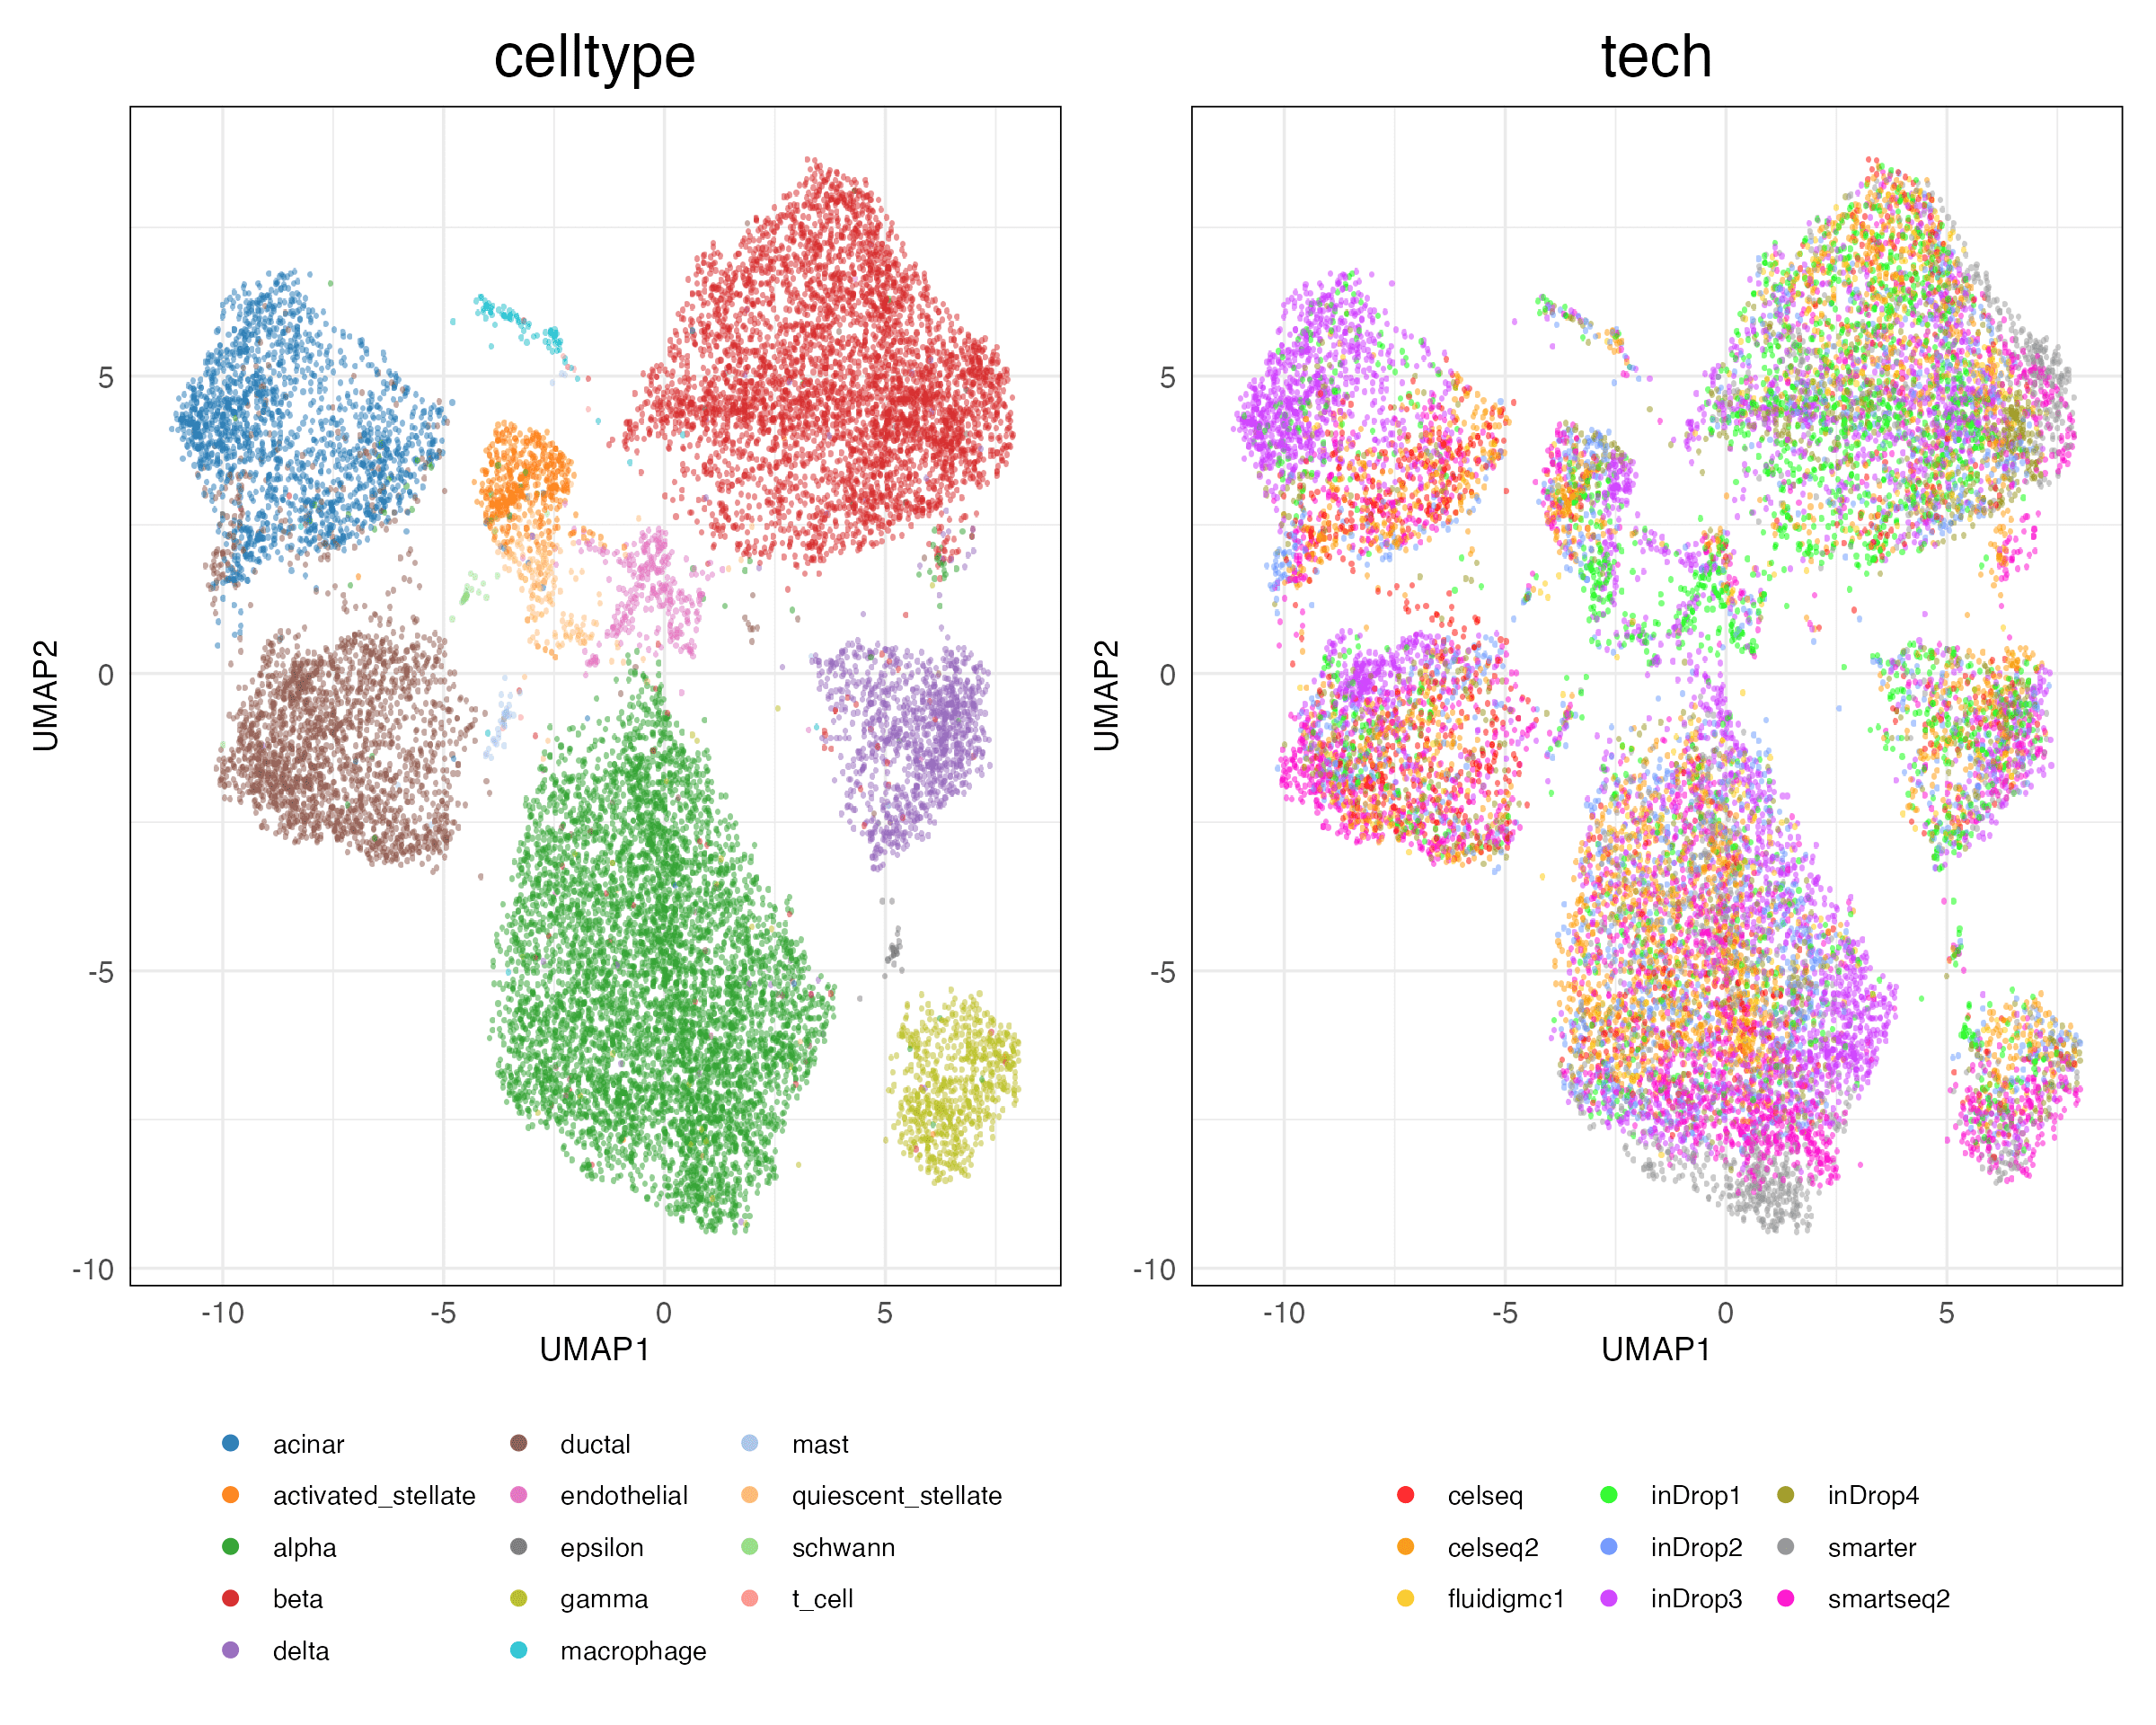 celltype
UMAP2
5
0
-5
-10
-10 -5 0 5
UMAP1
acinar
activated_stellate
alpha
beta
delta
ductal
endothelial
epsilon
gamma
macrophage
mast
quiescent_stellate
schwann
t_cell
tech
UMAP2
5
0
-5
-10
-10 -5 0 5
UMAP1
celseq
celseq2
fluidigmc1
inDrop1
inDrop2
inDrop3
inDrop4
smarter
smartseq2